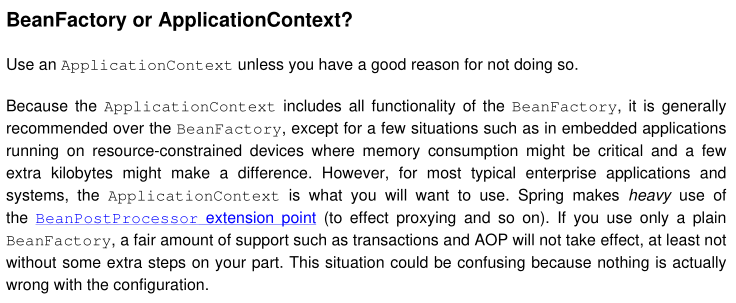 BeanFactory or ApplicationContext?
Use an ApplicationContext unless you have a good reason for not doing so.
Because the ApplicationContext includes all functionality of the BeanFactory, it is generally
recommended over the BeanFactory, except for a few situations such as in embedded applications
running on resource-constrained devices where memory consumption might be critical and a few
extra kilobytes might make a difference. However, for most typical enterprise applications and
systems, the ApplicationContext is what you will want to use. Spring makes heavy use of
the BeanPostProcessor extension point (to effect proxying and so on). If you use only a plain
BeanFactory, a fair amount of support such as transactions and AOP will not take effect, at least not
without some extra steps on your part. This situation could be confusing because nothing is actually
wrong with the configuration.